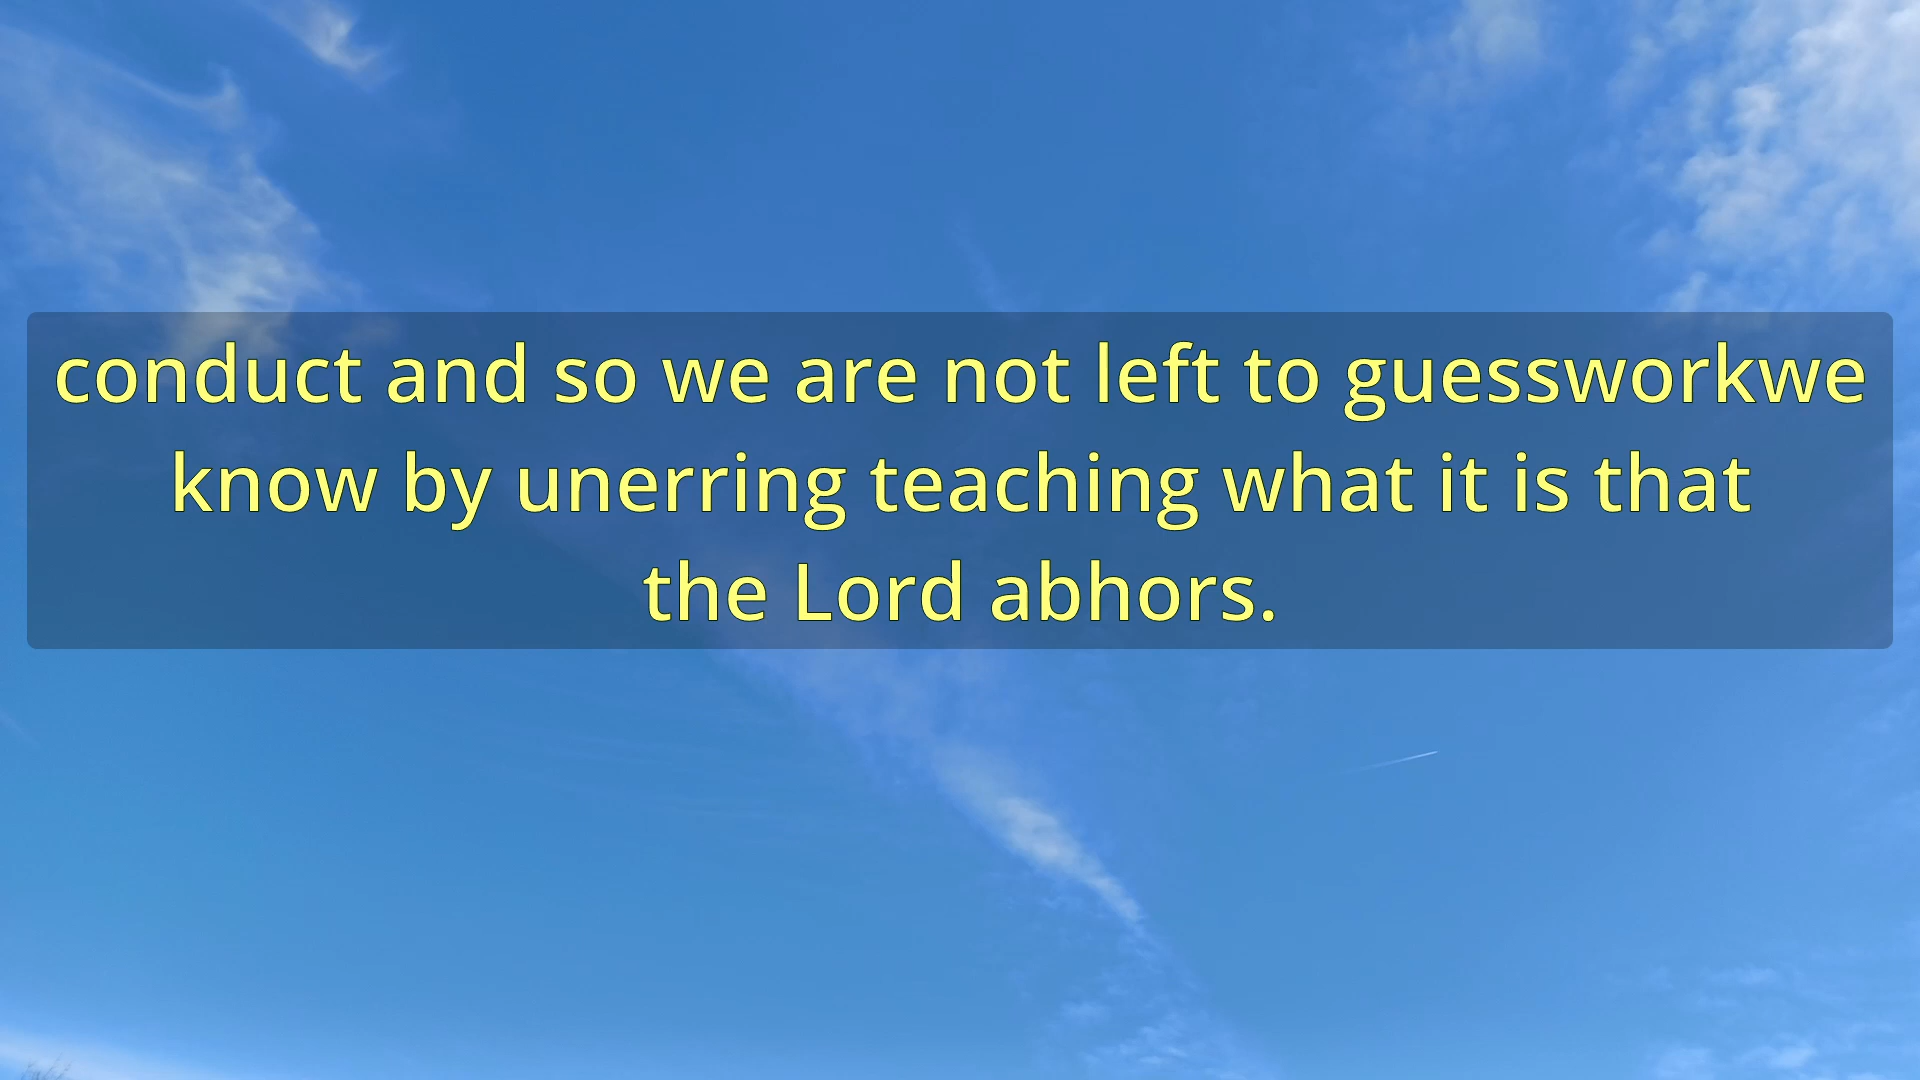 conduct and so we are not left to guessworkwe
know by unerring teaching what it is that
the Lord abhors.